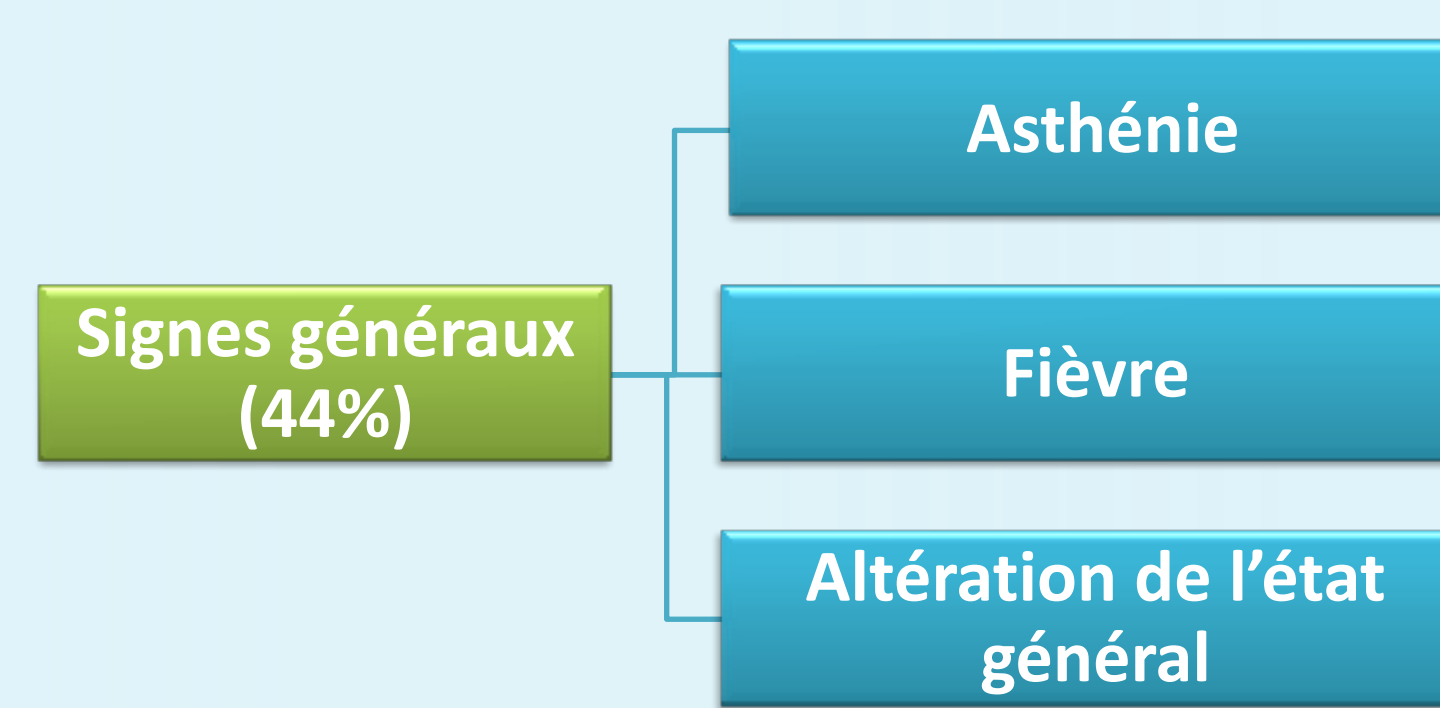 Asthénie
Signes généraux
(44%)
Fièvre
Altération de l’état
général